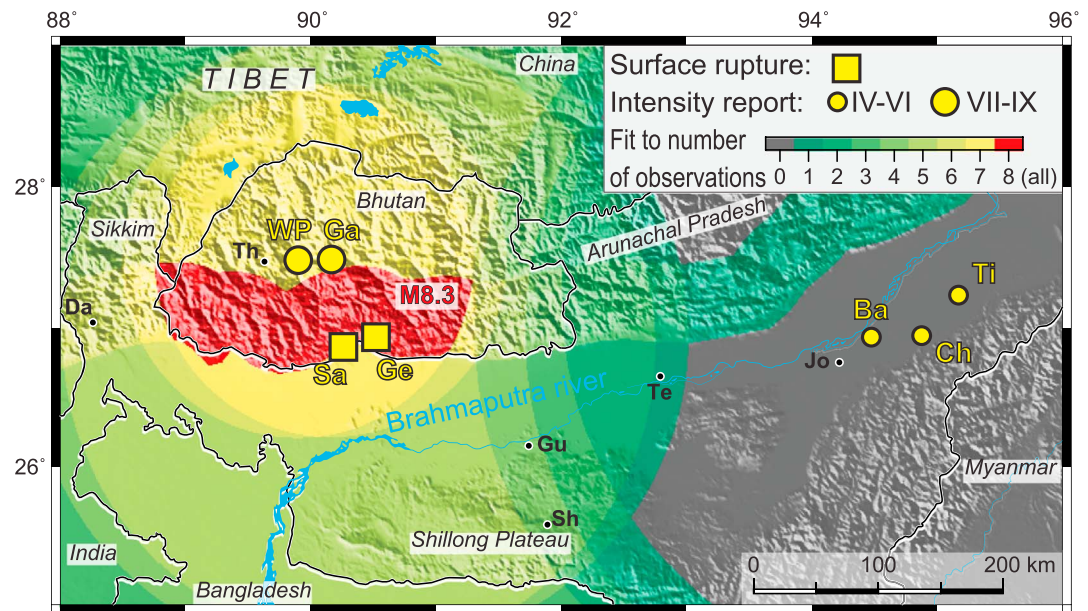 88° 90° 92° 94° 96°
TIBET
China
Surface rupture:
Intensity report: IV-VI VII-IX
Fit to number
of observations
0 1 2 3 4 5 6 7 8 (all)
28°
Sikkim
Bhutan
Arunachal Pradesh
WP Ga
Th
M8.3
Da
Ti
Ba
Ch
Jo
Sa
Ge
Te
Brahmaputra river
Gu
26°
Myanmar
Sh
Shillong Plateau
India
Bangladesh
0 100 200 km